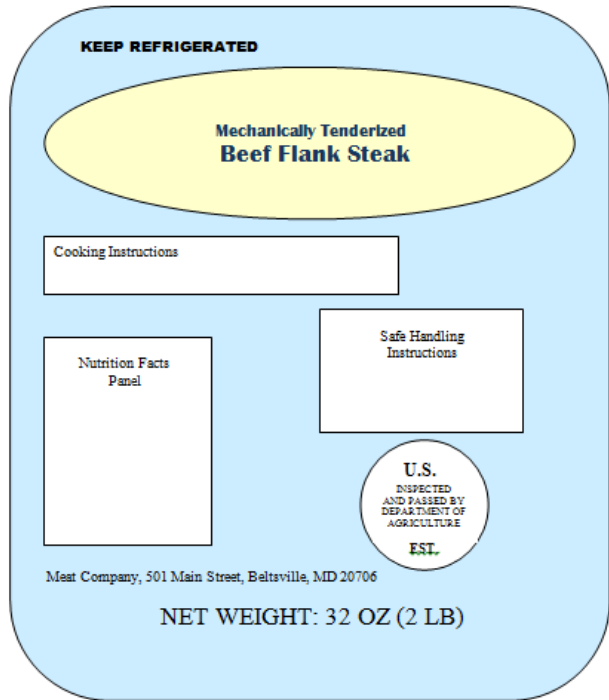 KEEP REFRIGERATED
Mechanically Tenderized
Beef Flank Steak
Cooking Instructions
Safe Handling
Instructions
Nutrition Facts
Panel
U.S.
INSPECTED
AND PASSED BY
DEPARTMENT OF
AGRICULTURE
EST.
Meat Company, 501 Main Street, Beltsville, MD 20706
NET WEIGHT: 32 OZ (2 LB)